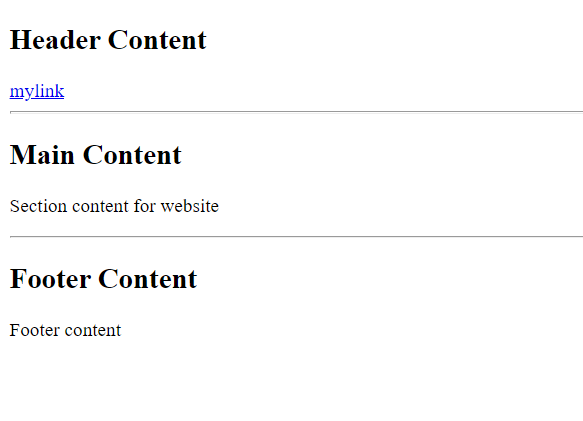 Header Content
mylink
Main Content
Section content for website
Footer Content
Footer content